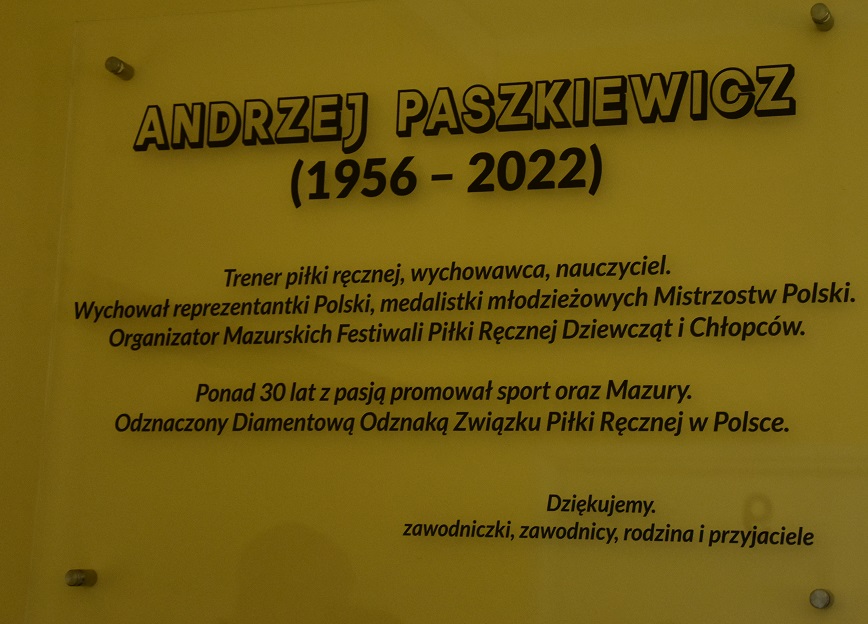 ANDRZEJ PASZKIEWICZ
(1956 – 2022)
Trener piłki ręcznej, wychowawca, nauczyciel.
Wychował reprezentantki Polski, medalistki młodzieżowych Mistrzostw Polski.
Organizator Mazurskich Festiwali Piłki Ręcznej Dziewcząt i Chłopców.
Ponad 30 lat z pasją promował sport oraz Mazury.
Odznaczony Diamentową Odznaką Związku Piłki Ręcznej w Polsce.
Dziękujemy.
zawodniczki, zawodnicy, rodzina i przyjaciele